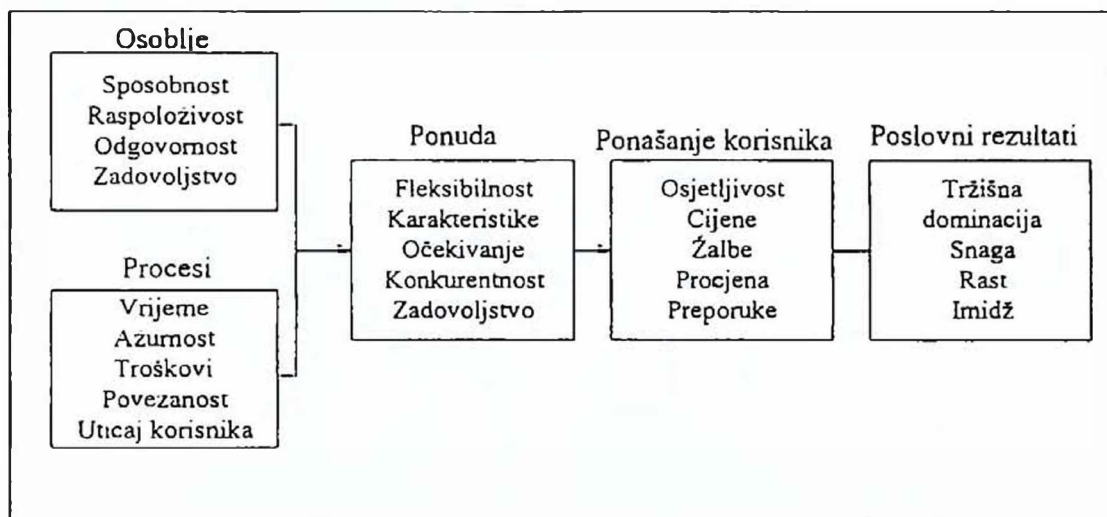 Osoblje
Sposobnost
Raspoloživost
Odgovornost
Zadovoljstvo
Procesi
Vrijeme
Ažurnost
Troškovi
Povezanost
Uticaj korisnika
Ponuda
Fleksibilnost
Karakteristike
Očekivanje
Konkurentnost
Zadovoljstvo
Ponašanje korisnika
Osjetljivost
Cijene
Žalbe
Procjena
Preporuke
Poslovni rezultati
Tržišna
dominacija
Snaga
Rast
Imidž